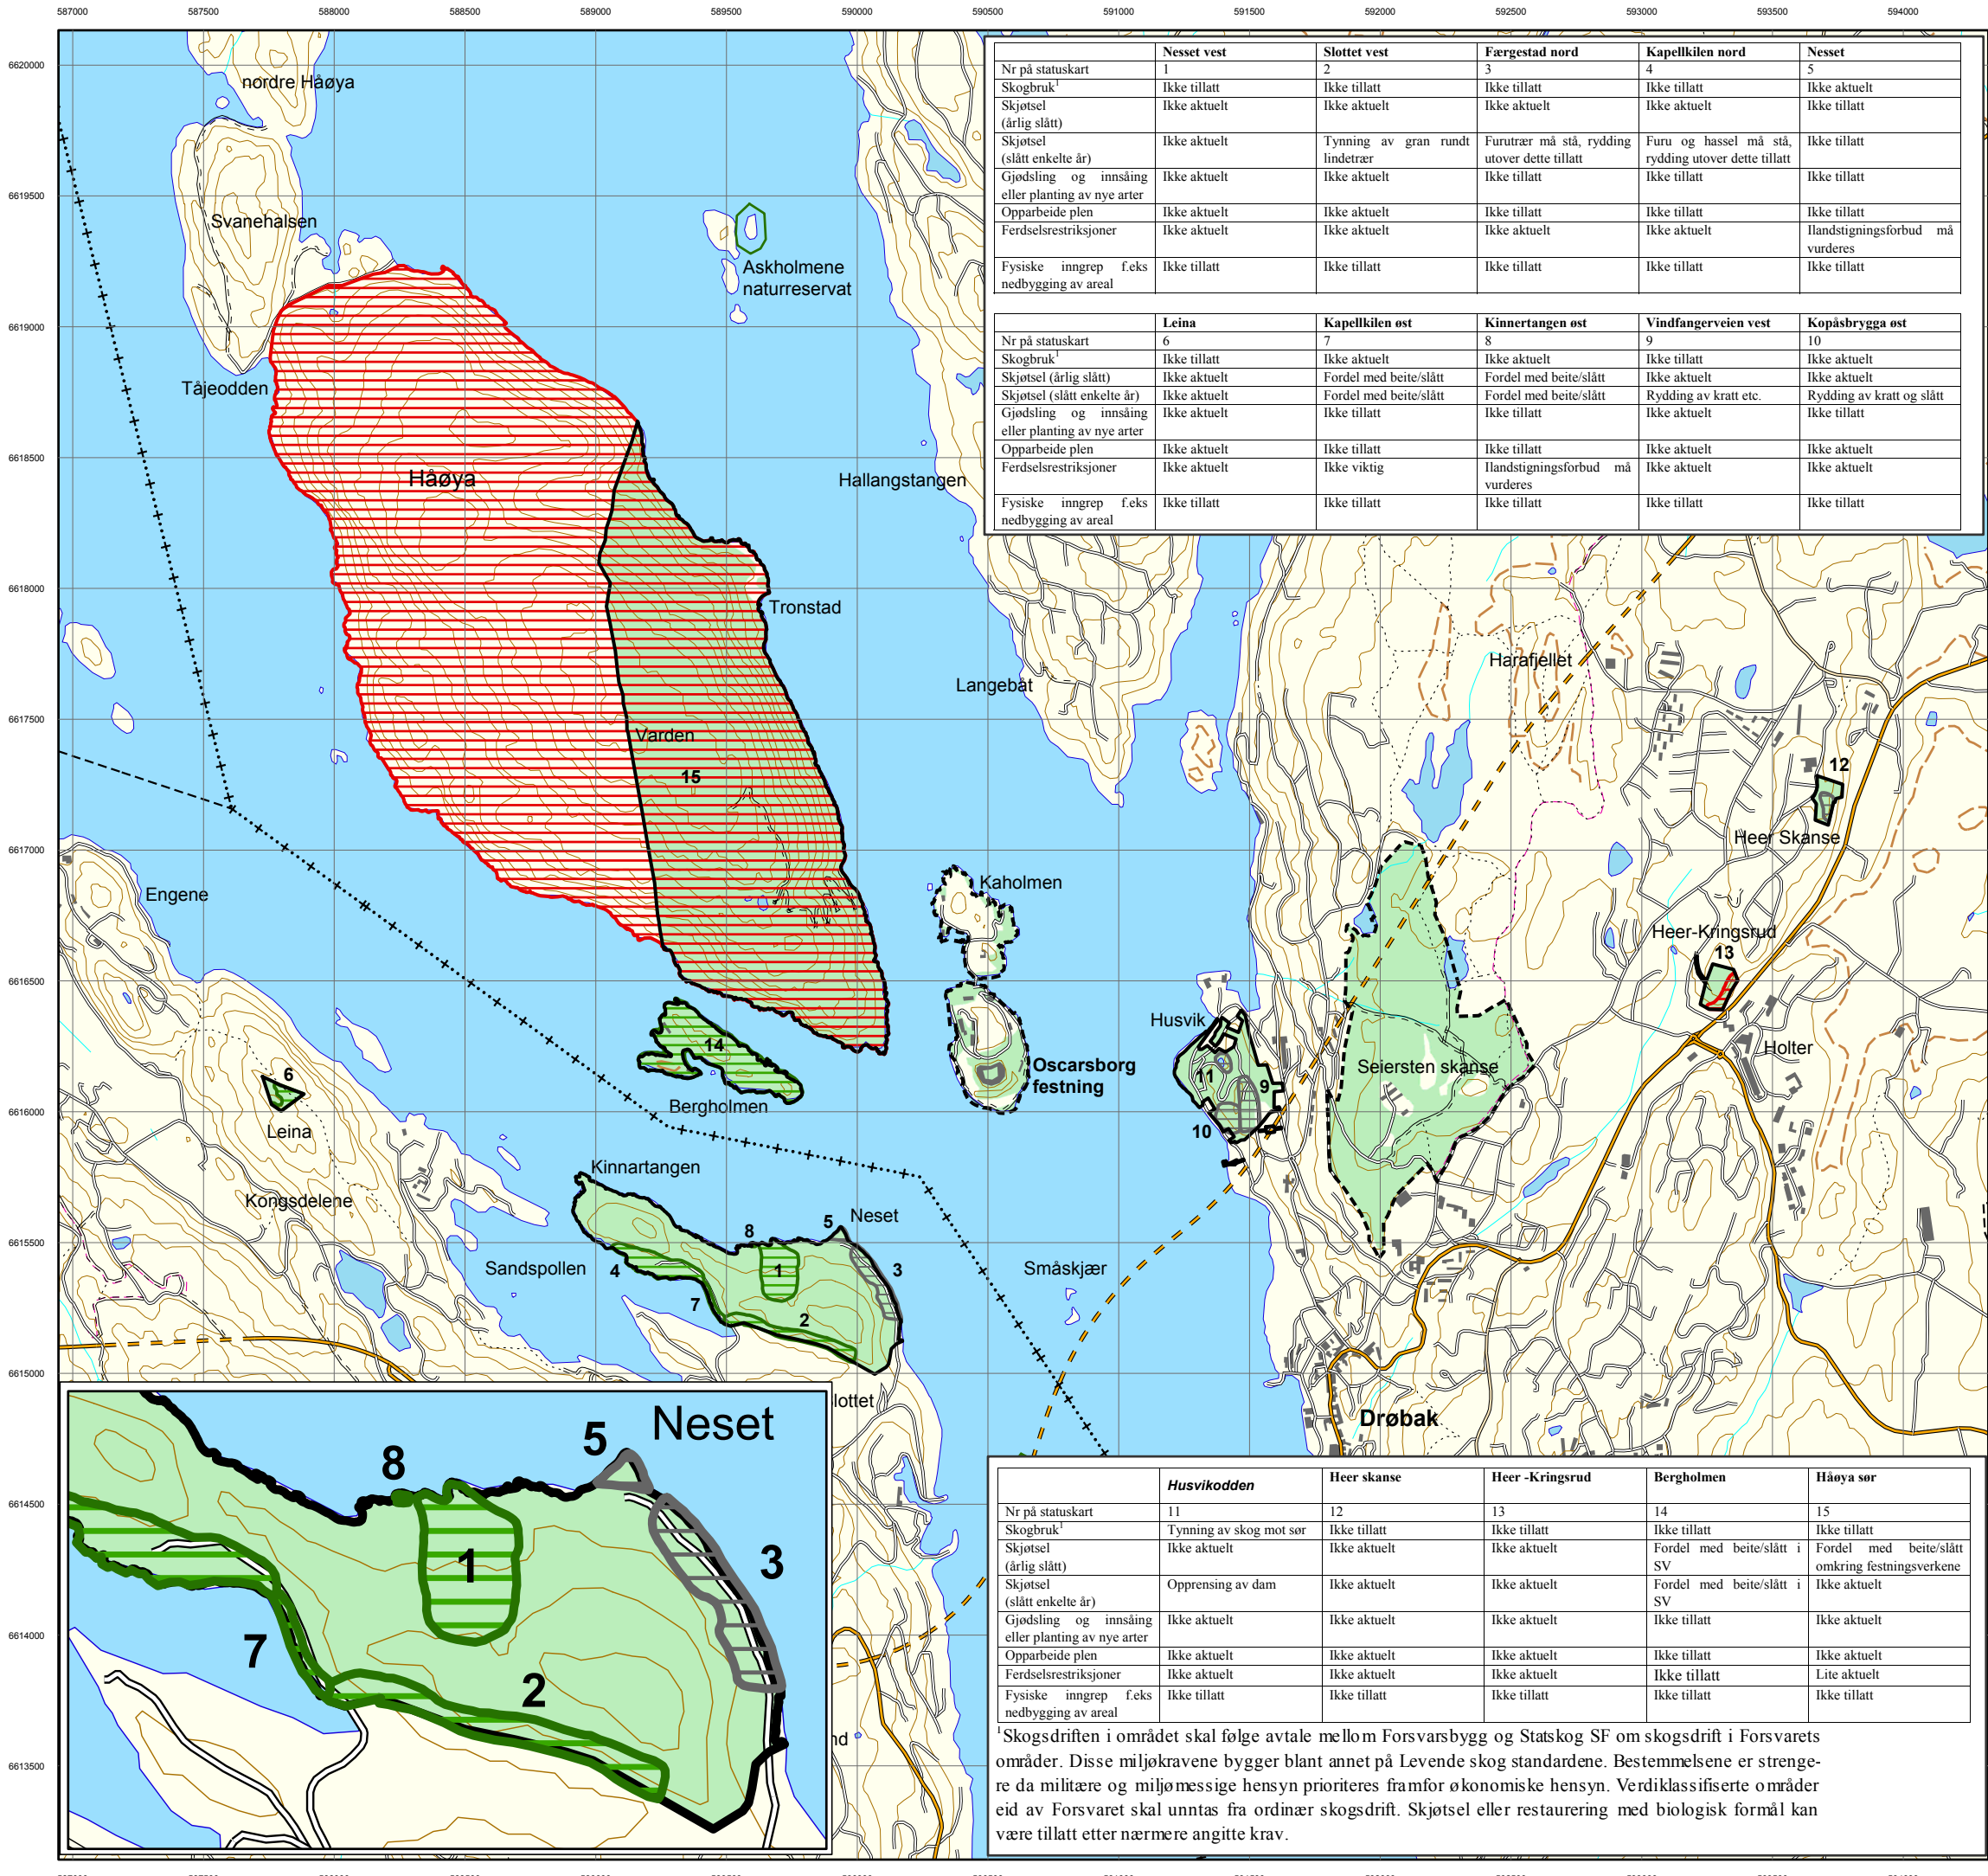 587000 587500 588000 588500 589000 589500 590000 590500 591000 591500 592000 592500 593000 593500 594000
6620000
6619500
6619000
6618500
6618000
6617500
6617000
6616500
6616000
6615500
6615000
6614500
6614000
6613500
nordre Håøya
Svanehalsen
Askholmene
naturreservat
Tåjeodden
Håøya
Hallangstangen
Tronstad
Langebåt
Harafjellet
Varden
15
12
Heer Skanse
Engene
Kaholmen
Heer-Kringsrud
13
Husvik
14
Oscarsborg
festning
Seiersten skanse
Holter
6
11
9
Bergholmen
10
Leina
Kinnartangen
Kongsdelene
5
Neset
8
Sandspollen
4
1
3
Småskjær
7
2
lottet
Drøbak
nd
Neset
5
8
1
3
7
2
Nesset vest Slottet vest Færgestad nord Kapellkilen nord Nesset
Nr på statuskart 1 2 3 4 5
Skogbruk1 Ikke tillatt Ikke tillatt Ikke tillatt Ikke tillatt Ikke aktuelt
Skjøtsel Ikke aktuelt Ikke aktuelt Ikke aktuelt Ikke aktuelt Ikke tillatt
(årlig slått)
Skjøtsel Ikke aktuelt Tynning av gran rundt Furutrær må stå, rydding Furu og hassel må stå, Ikke tillatt
(slått enkelte år) lindetrær utover dette tillatt rydding utover dette tillatt
Gjødsling og innsåing Ikke aktuelt Ikke aktuelt Ikke tillatt Ikke tillatt Ikke tillatt
eller planting av nye arter
Opparbeide plen Ikke aktuelt Ikke aktuelt Ikke tillatt Ikke tillatt Ikke tillatt
Ferdselsrestriksjoner Ikke aktuelt Ikke aktuelt Ikke aktuelt Ikke aktuelt Ilandstigningsforbud må
vurderes
Fysiske inngrep f.eks Ikke tillatt Ikke tillatt Ikke tillatt Ikke tillatt Ikke tillatt
nedbygging av areal
Leina Kapellkilen øst Kinnertangen øst Vindfangerveien vest Kopåsbrygga øst
Nr på statuskart 6 7 8 9 10
Skogbruk1 Ikke tillatt Ikke aktuelt Ikke aktuelt Ikke tillatt Ikke aktuelt
Skjøtsel (årlig slått) Ikke aktuelt Fordel med beite/slått Fordel med beite/slått Ikke aktuelt Ikke aktuelt
Skjøtsel (slått enkelte år) Ikke aktuelt Fordel med beite/slått Fordel med beite/slått Rydding av kratt etc. Rydding av kratt og slått
Gjødsling og innsåing Ikke aktuelt Ikke tillatt Ikke tillatt Ikke aktuelt Ikke tillatt
eller planting av nye arter
Opparbeide plen Ikke aktuelt Ikke tillatt Ikke tillatt Ikke aktuelt Ikke aktuelt
Ferdselsrestriksjoner Ikke aktuelt Ikke viktig Ilandstigningsforbud må Ikke aktuelt Ikke aktuelt
vurderes
Fysiske inngrep f.eks Ikke tillatt Ikke tillatt Ikke tillatt Ikke tillatt Ikke tillatt
nedbygging av areal
Husvikodden Heer skanse Heer -Kringsrud Bergholmen Håøya sør
Nr på statuskart 11 12 13 14 15
Skogbruk1 Tynning av skog mot sør Ikke tillatt Ikke tillatt Ikke tillatt Ikke tillatt
Skjøtsel Ikke aktuelt Ikke aktuelt Ikke aktuelt Fordel med beite/slått i Fordel med beite/slått
(årlig slått) SV omkring festningsverkene
Skjøtsel Opprensing av dam Ikke aktuelt Ikke aktuelt Fordel med beite/slått i Ikke aktuelt
(slått enkelte år) SV
Gjødsling og innsåing Ikke aktuelt Ikke aktuelt Ikke aktuelt Ikke tillatt Ikke aktuelt
eller planting av nye arter
Opparbeide plen Ikke aktuelt Ikke aktuelt Ikke aktuelt Ikke tillatt Ikke aktuelt
Ferdselsrestriksjoner Ikke aktuelt Ikke aktuelt Ikke aktuelt Ikke tillatt Lite aktuelt
Fysiske inngrep f.eks Ikke tillatt Ikke tillatt Ikke tillatt Ikke tillatt Ikke tillatt
nedbygging av areal
1Skogsdriften i området skal følge avtale mellom Forsvarsbygg og Statskog SF om skogsdrift i Forsvarets
områder. Disse miljøkravene bygger blant annet på Levende skog standardene. Bestemmelsene er strenge-
re da militære og miljømessige hensyn prioriteres framfor økonomiske hensyn. Verdiklassifiserte områder
eid av Forsvaret skal unntas fra ordinær skogsdrift. Skjøtsel eller restaurering med biologisk formål kan
være tillatt etter nærmere angitte krav.